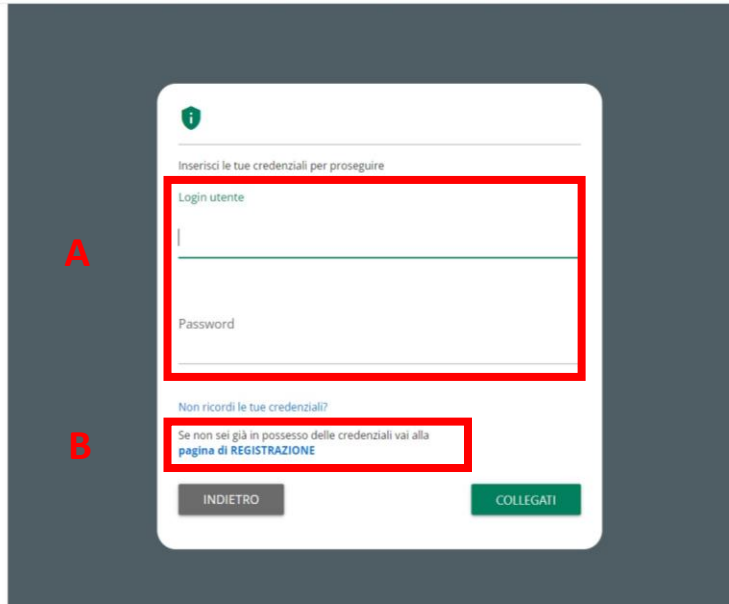 Inserisci le tue credenziali per proseguire
Login utente
A
Password
Non ricordi le tue credenziali?
B
Se non sei già in possesso delle credenziali vai alla
pagina di REGISTRAZIONE
INDIETRO
COLLEGATI